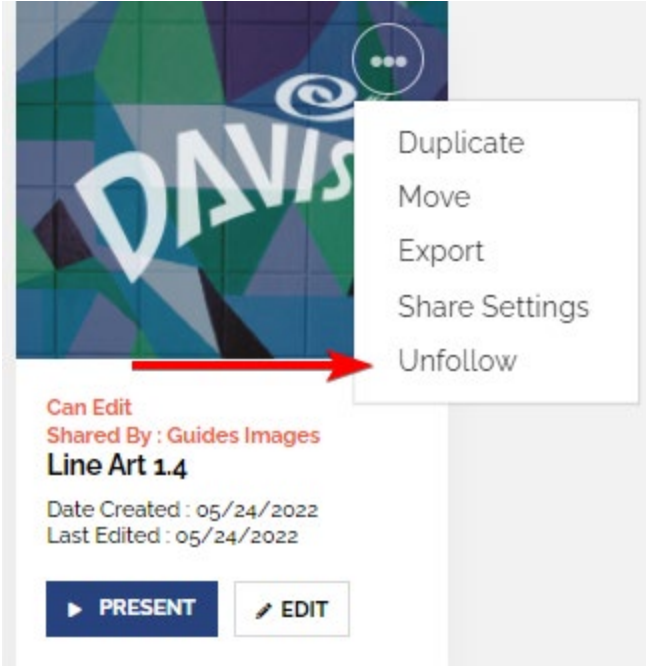 DAVIS
Duplicate
Move
Export
Share Settings
Unfollow
Can Edit
Shared By : Guides Images
Line Art 1.4
Date Created : 05/24/2022
Last Edited : 05/24/2022
PRESENT
EDIT